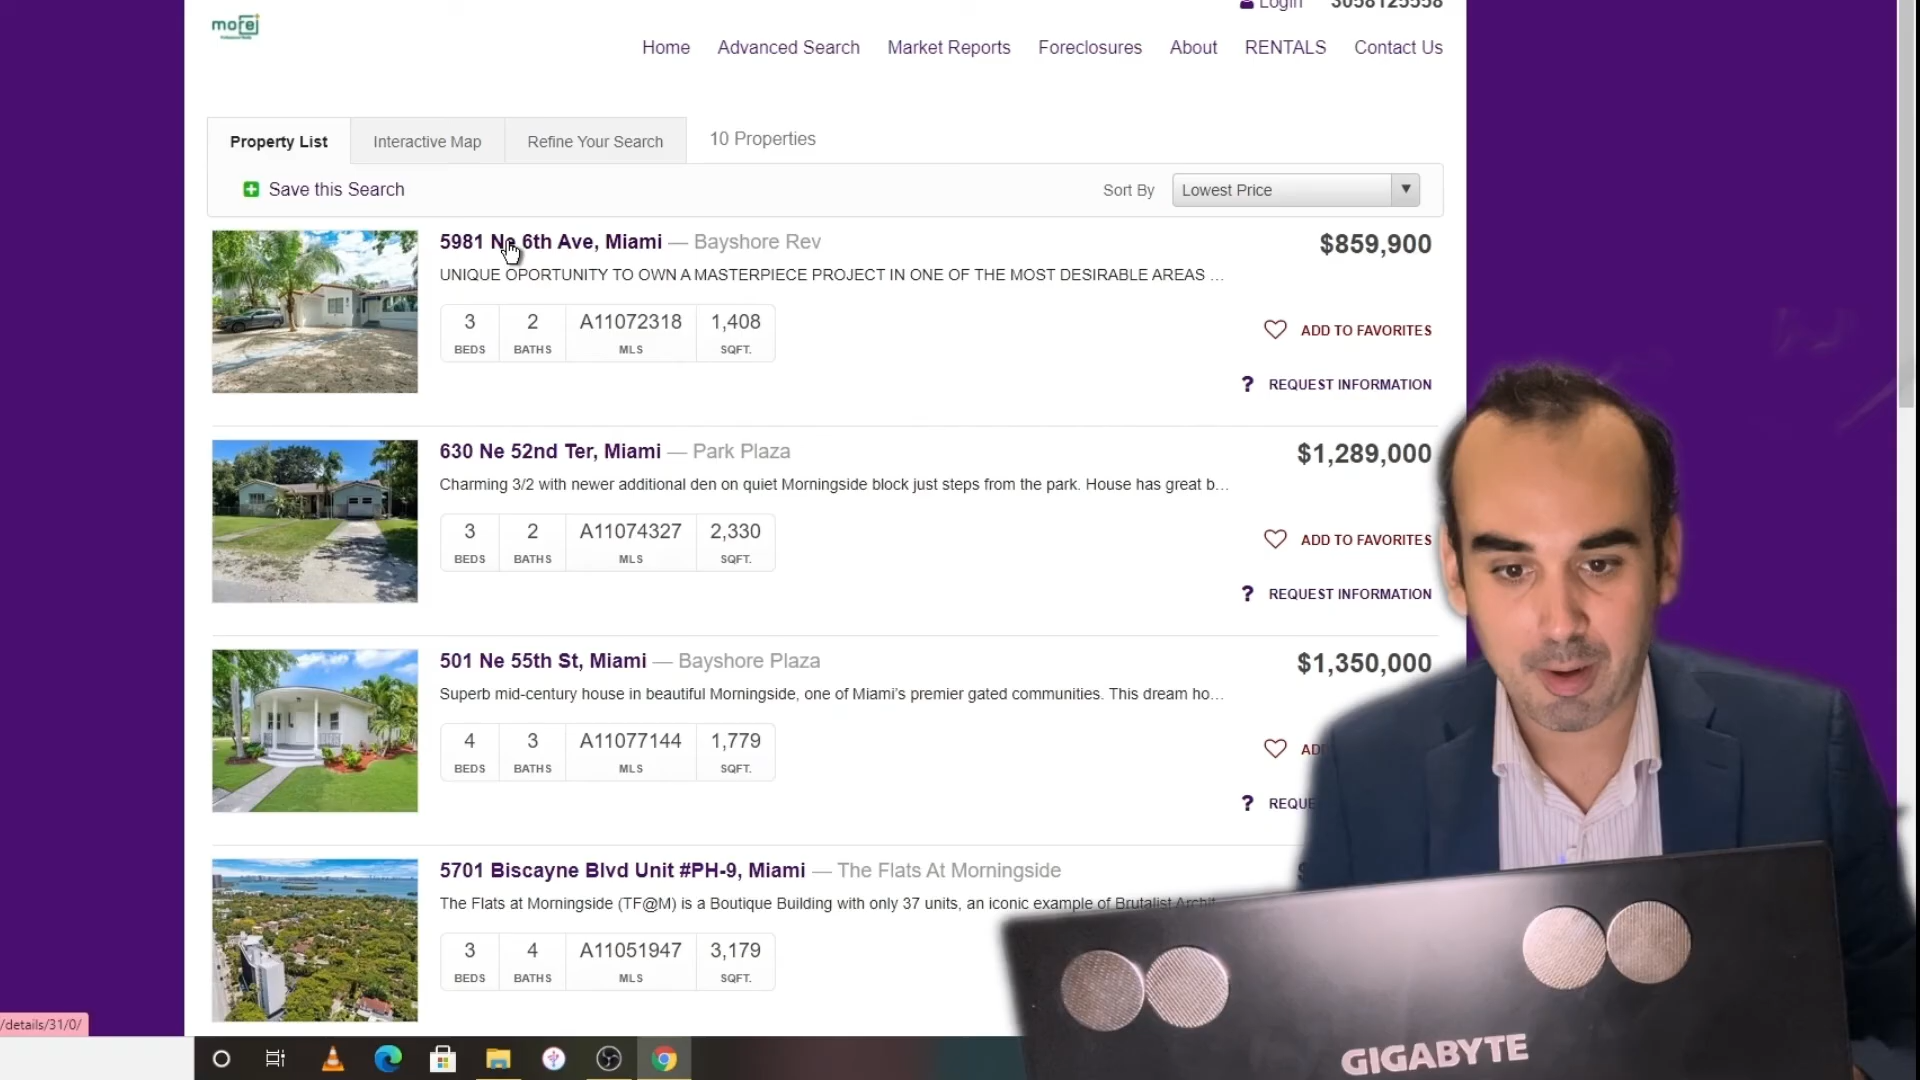 morej
Login 3058125558
Home Advanced Search Market Reports Foreclosures About RENTALS Contact Us
Property List Interactive Map Refine Your Search 10 Properties
Save this Search Sort By Lowest Price
5981 Ne 6th Ave, Miami — Bayshore Rev $859,900
UNIQUE OPORTUNITY TO OWN A MASTERPIECE PROJECT IN ONE OF THE MOST DESIRABLE AREAS ...
3 2 A11072318 1,408
BEDS BATHS MLS SQFT.
ADD TO FAVORITES
? REQUEST INFORMATION
630 Ne 52nd Ter, Miami — Park Plaza $1,289,000
Charming 3/2 with newer additional den on quiet Morningside block just steps from the park. House has great b...
3 2 A11074327 2,330
BEDS BATHS MLS SQFT.
ADD TO FAVORITES
? REQUEST INFORMATION
501 Ne 55th St, Miami — Bayshore Plaza $1,350,000
Superb mid-century house in beautiful Morningside, one of Miami's premier gated communities. This dream ho...
4 3 A11077144 1,779
BEDS BATHS MLS SQFT.
AD
? REQUE
5701 Biscayne Blvd Unit #PH-9, Miami — The Flats At Morningside
The Flats at Morningside (TF@M) is a Boutique Building with only 37 units, an iconic example of Brutalist Archit
3 4 A11051947 3,179
BEDS BATHS MLS SQFT.
/details/31/0/
GIGABYTE